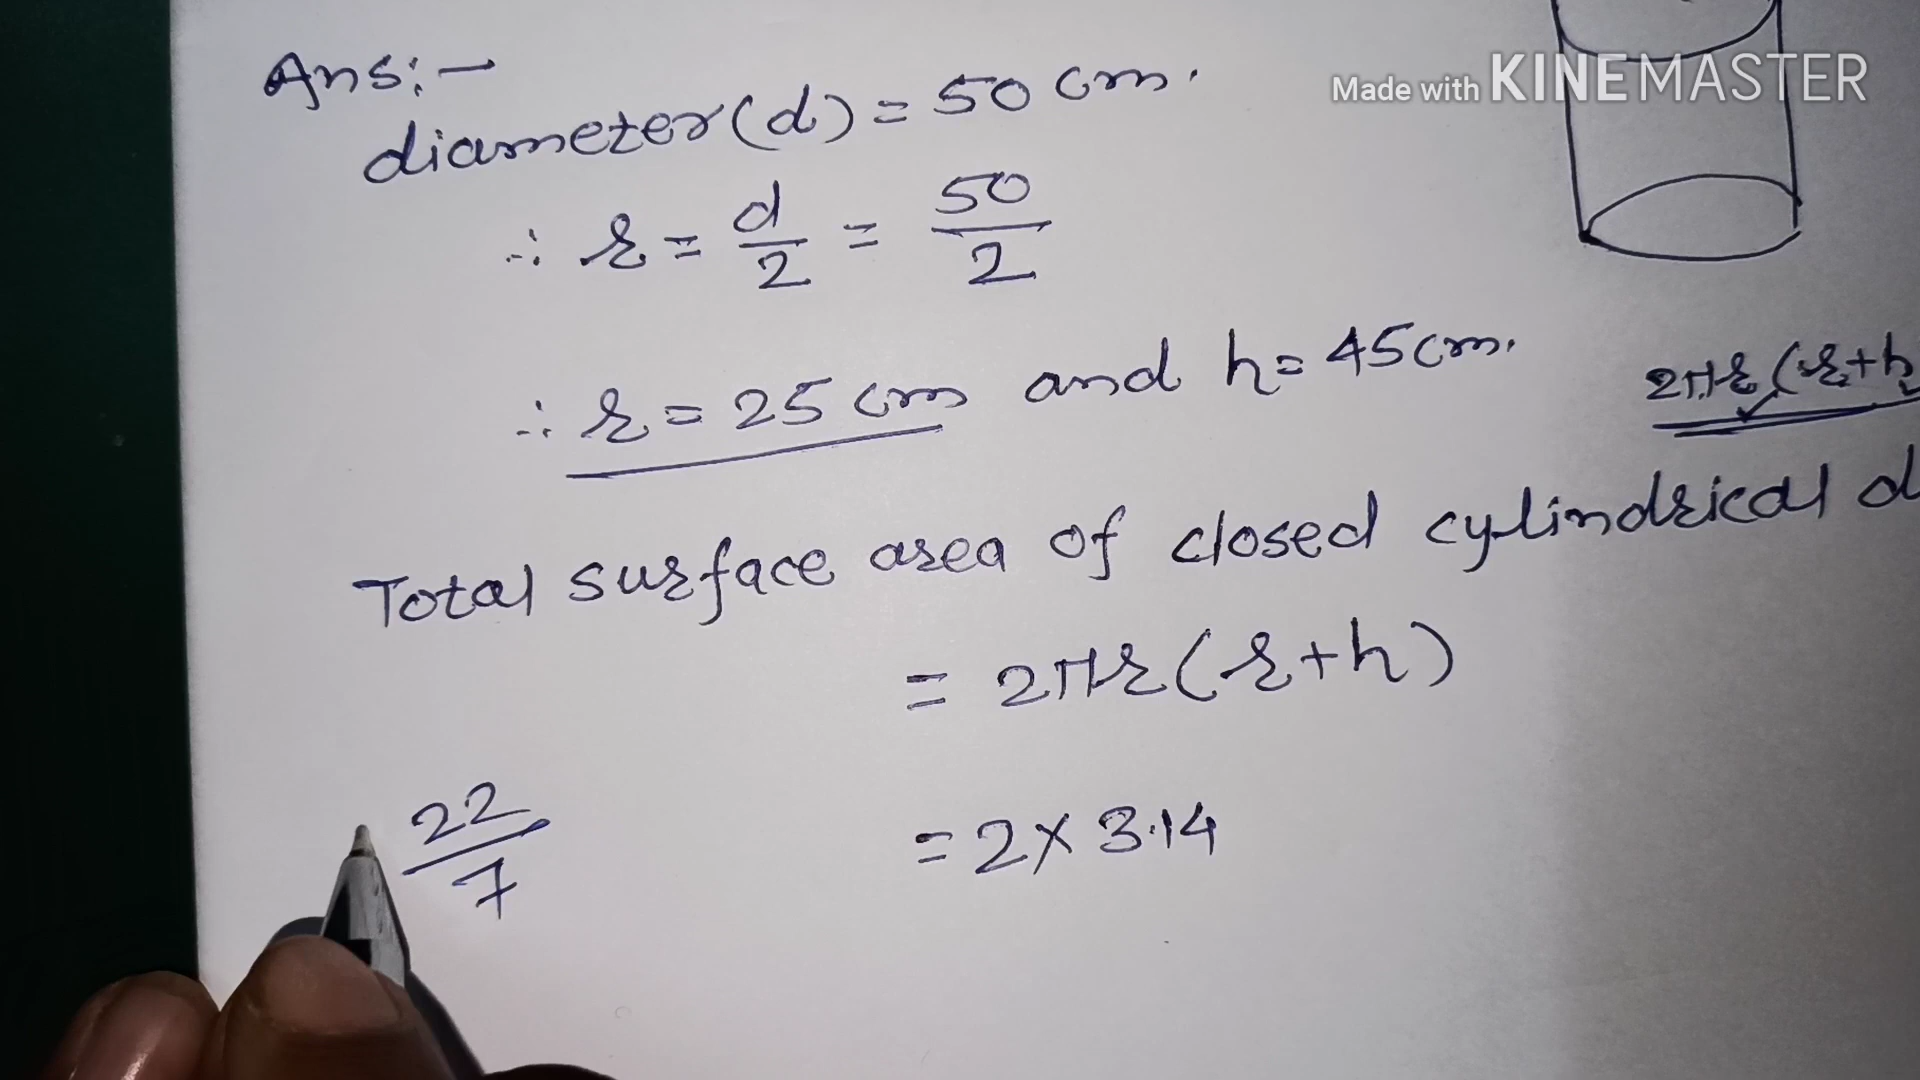 Made with KINEMASTER
Ans:-
diameter (d) = 50 cm.
∴ r = d/2 = 50/2
∴ r = 25 cm and h = 45 cm.
2πr (r+h
Total surface area of closed cylindrical d
= 2πr (r+h)
22/7
= 2 × 3.14